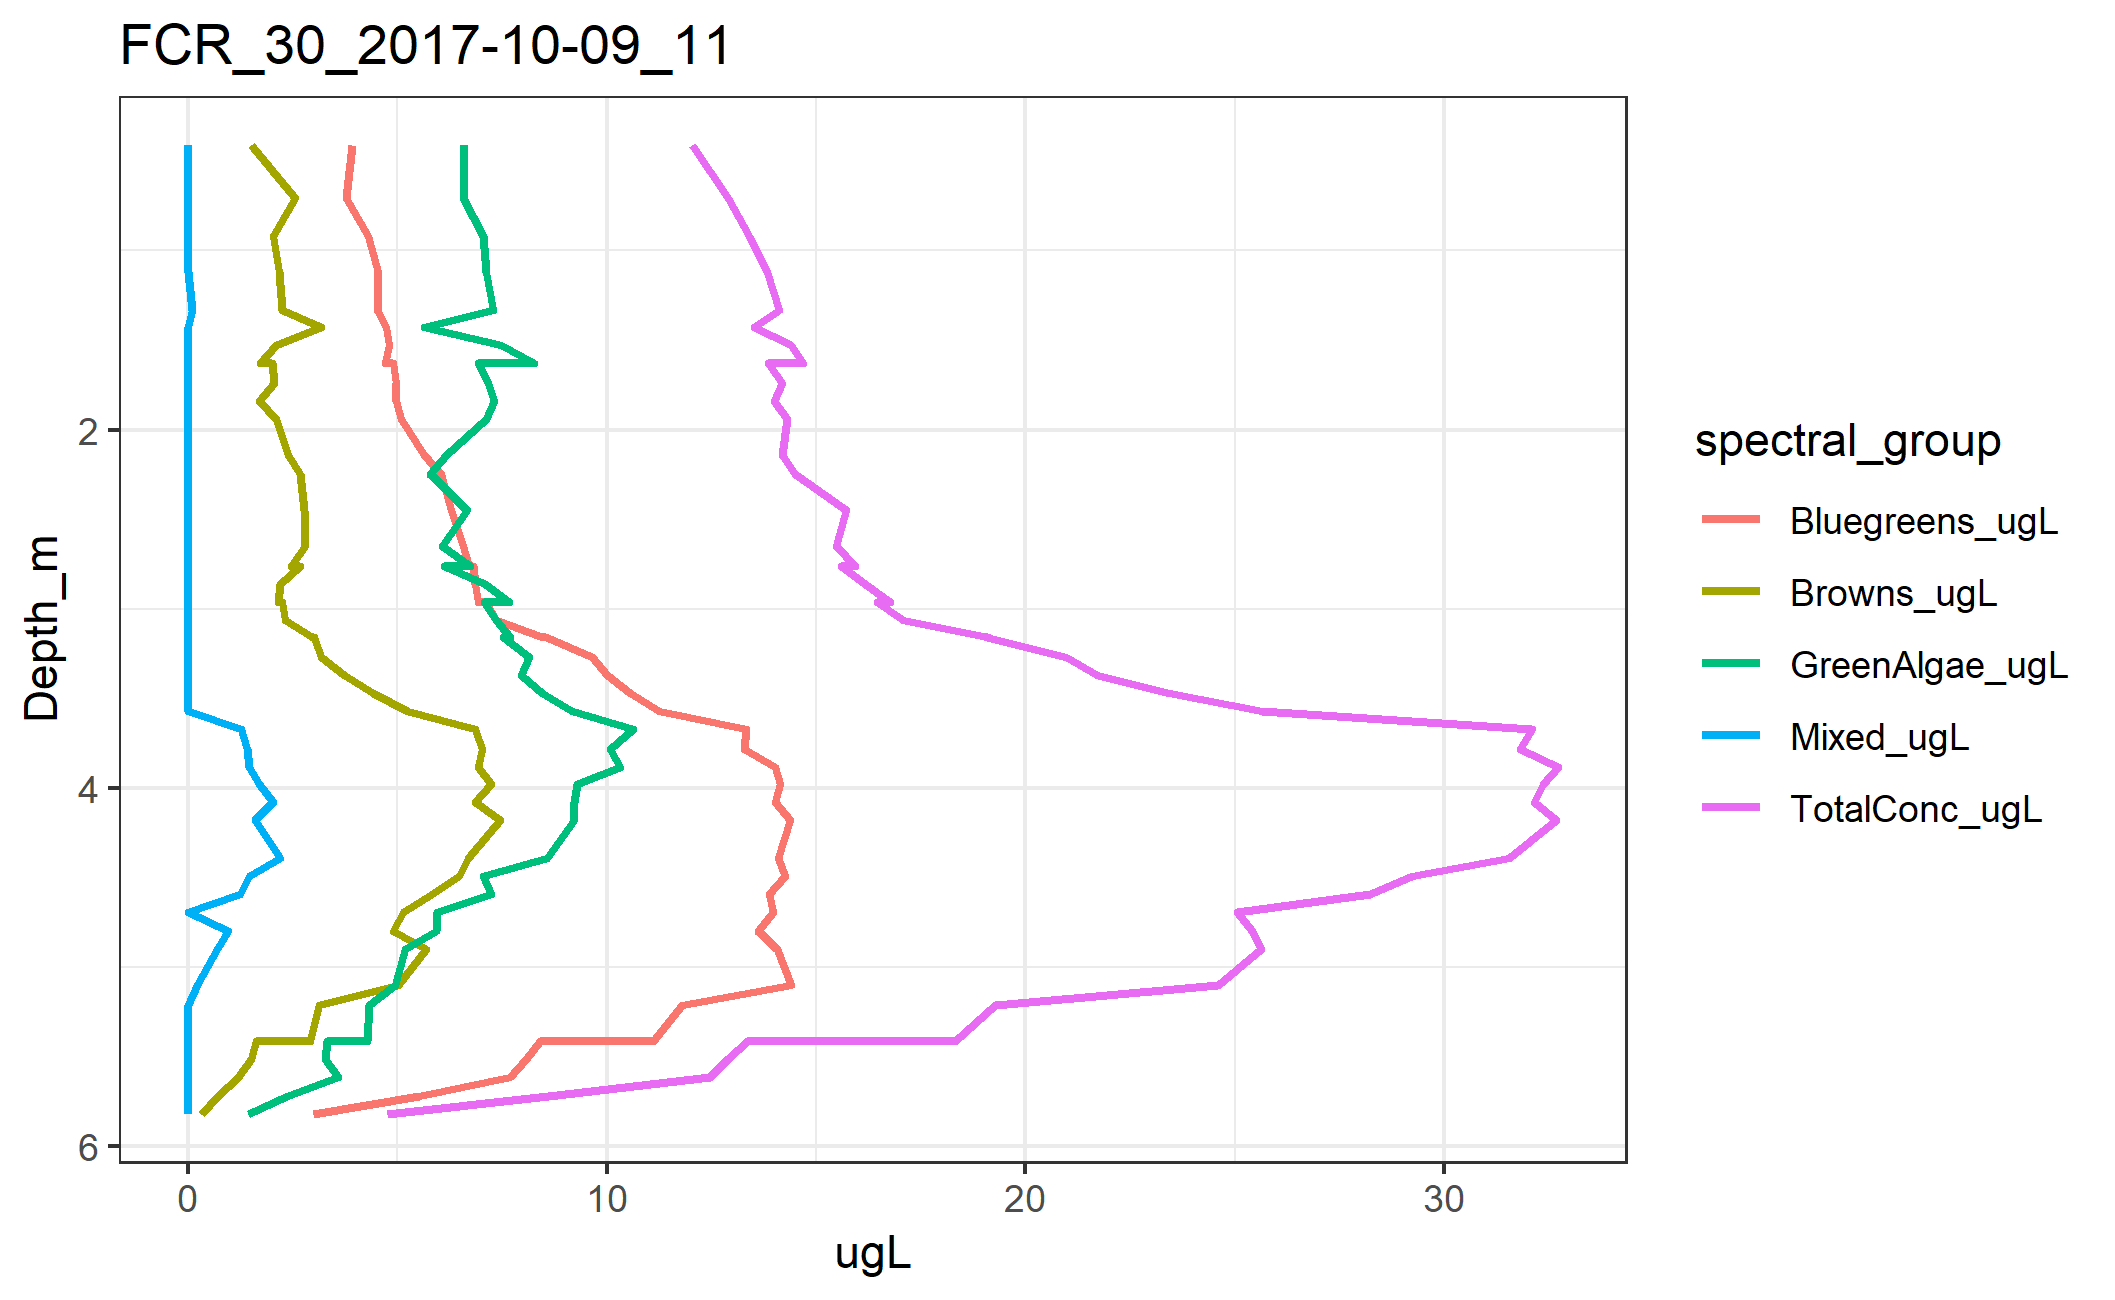 FCR_30_2017-10-09_11
Depth_m
2
4
6
0
10
20
30
ugL
spectral_group
Bluegreens_ugL
Browns_ugL
GreenAlgae_ugL
Mixed_ugL
TotalConc_ugL